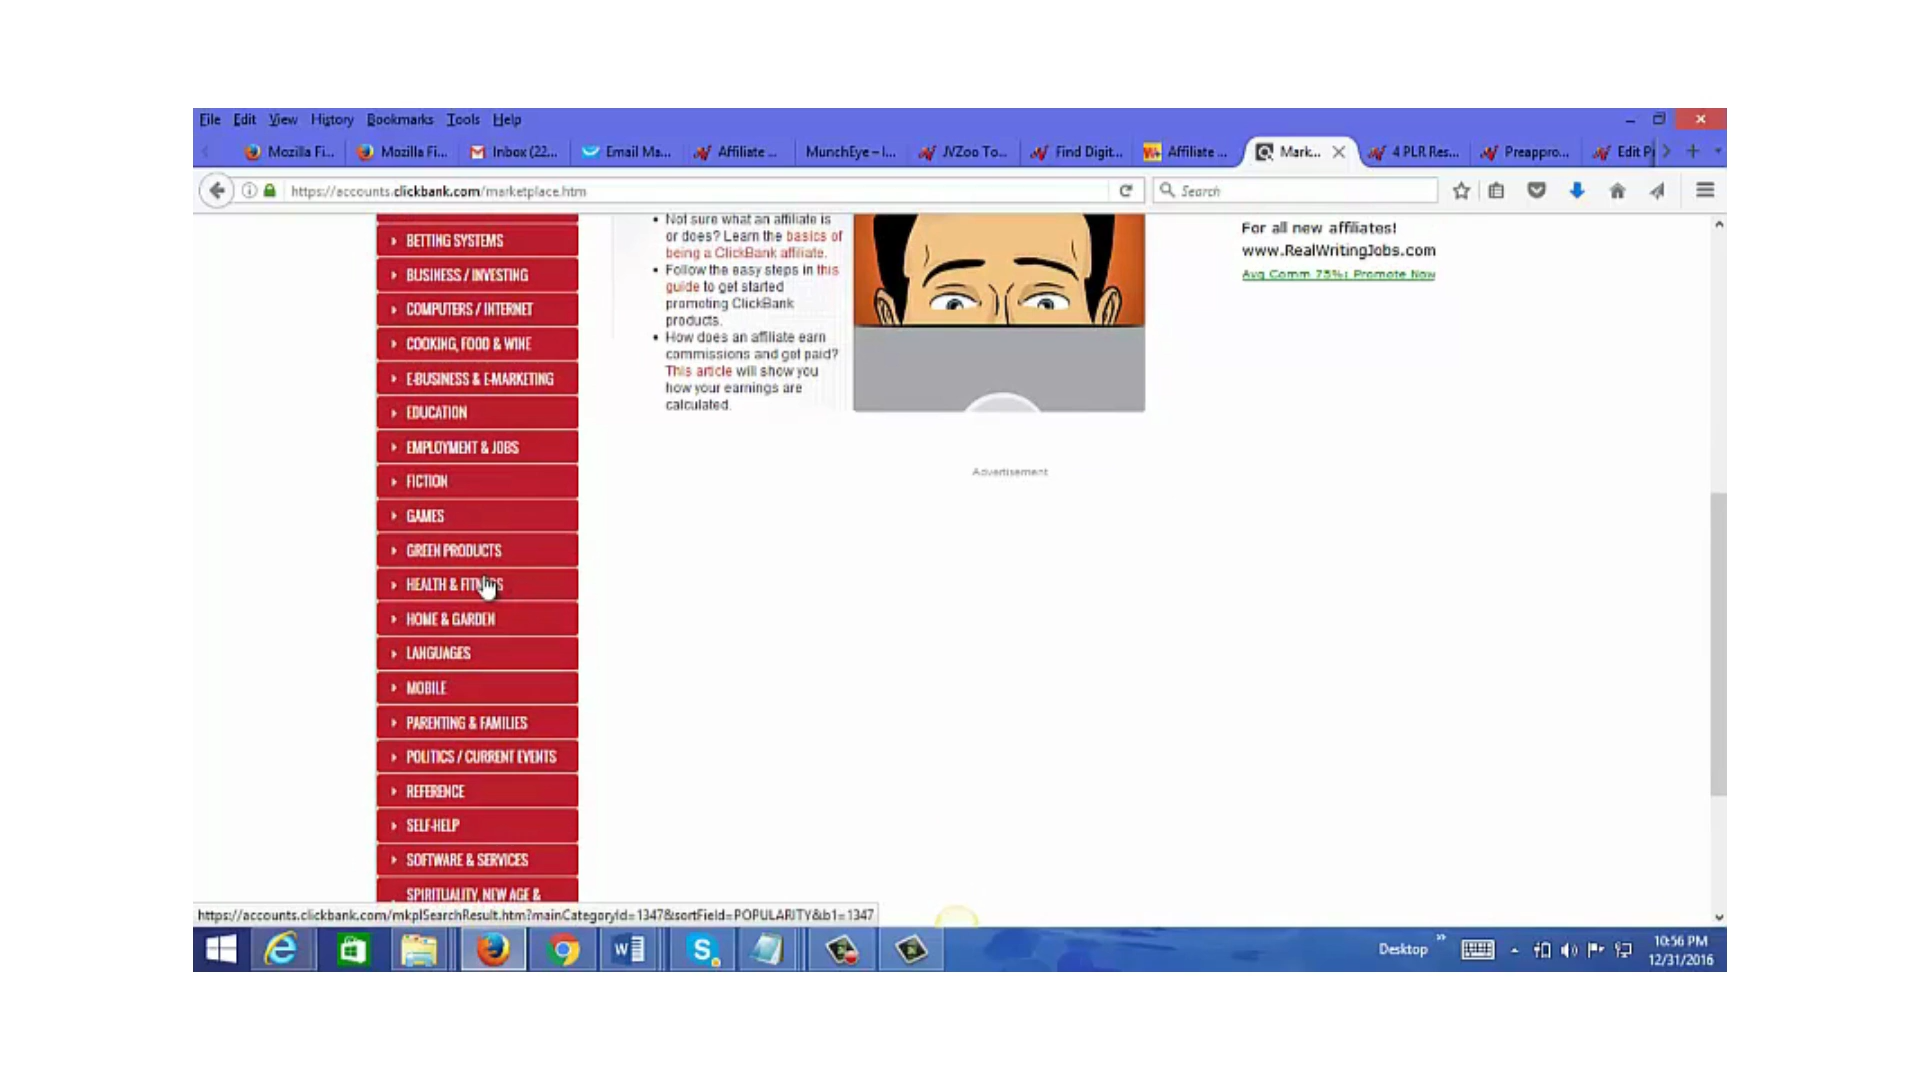 File Edit View History Bookmarks Tools Help
Mozilla Fi... Mozilla Fi... Inbox (22... Email Ma... Affiliate ... MunchEye – I... JVZoo To... Find Digit... Affiliate ... Mark... 4 PLR Res... Preappro... Edit P
https://accounts.clickbank.com/marketplace.htm
Search
BETTING SYSTEMS
BUSINESS / INVESTING
COMPUTERS / INTERNET
COOKING, FOOD & WINE
E-BUSINESS & E-MARKETING
EDUCATION
EMPLOYMENT & JOBS
FICTION
GAMES
GREEN PRODUCTS
HEALTH & FITNESS
HOME & GARDEN
LANGUAGES
MOBILE
PARENTING & FAMILIES
POLITICS / CURRENT EVENTS
REFERENCE
SELF-HELP
SOFTWARE & SERVICES
SPIRITUALITY, NEW AGE &
• Not sure what an affiliate is
or does? Learn the basics of
being a ClickBank affiliate.
• Follow the easy steps in this
guide to get started
promoting ClickBank
products.
• How does an affiliate earn
commissions and get paid?
This article will show you
how your earnings are
calculated.
Advertisement
For all new affiliates!
www.RealWritingJobs.com
Avg Comm 75%: Promote Now
https://accounts.clickbank.com/mkplSearchResult.htm?mainCategoryId=1347&sortField=POPULARITY&b1=1347
Desktop
10:56 PM
12/31/2016